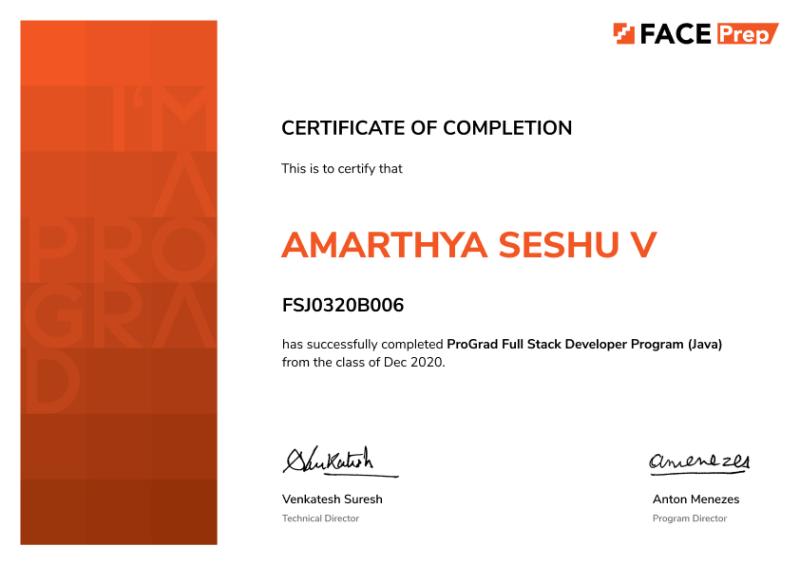 FACE Prep
I'M
A
PRO
GRA
D
CERTIFICATE OF COMPLETION
This is to certify that
AMARTHYA SESHU V
FSJ0320B006
has successfully completed ProGrad Full Stack Developer Program (Java)
from the class of Dec 2020.
SVenkatesh
amenezes
Venkatesh Suresh
Anton Menezes
Technical Director
Program Director